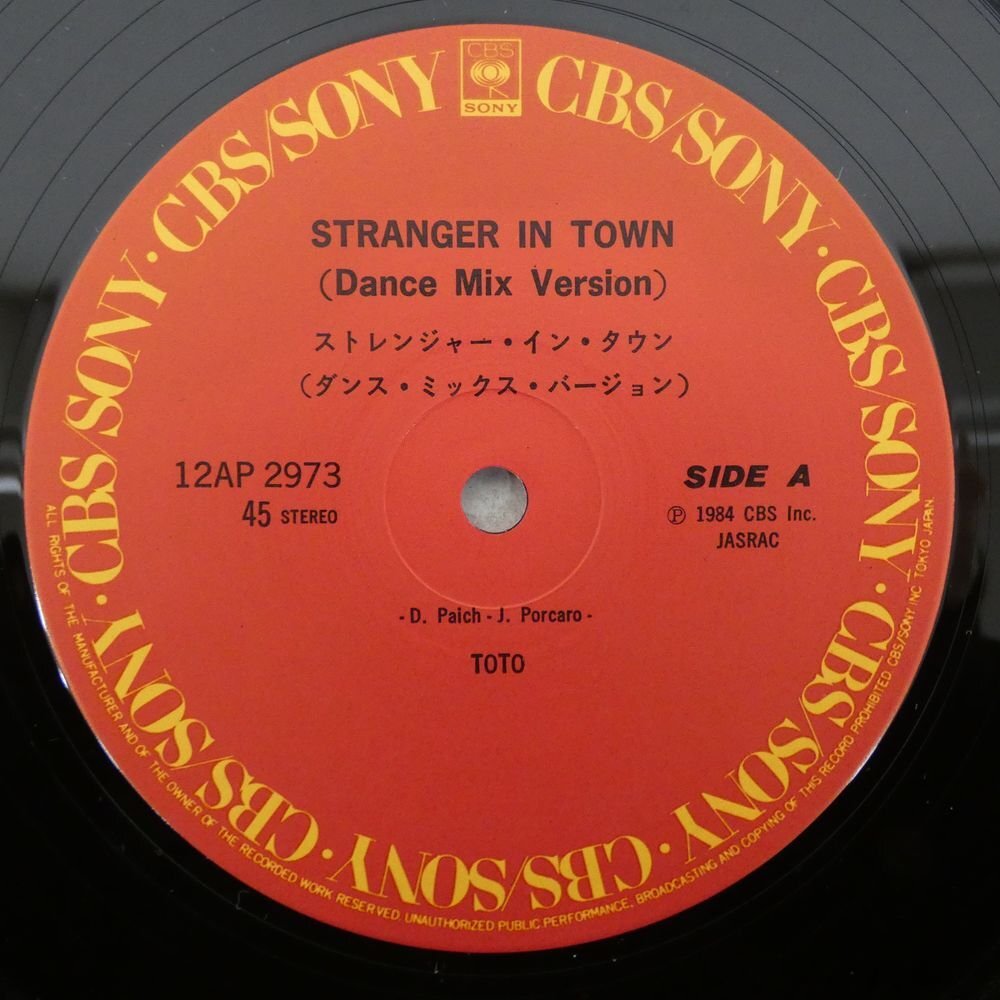 CBS
SONY
CBS/SONY · CBS/SONY · CBS/SONY · CBS/SONY · CBS/SONY · CBS/SONY · CBS/SONY · CBS/SONY
STRANGER IN TOWN
(Dance Mix Version)
ストレンジャー・イン・タウン
(ダンス・ミックス・バージョン)
12AP 2973
45 STEREO
SIDE A
Ⓟ 1984 CBS Inc.
JASRAC
- D. Paich - J. Porcaro -
TOTO
ALL RIGHTS OF THE MANUFACTURER AND OF THE OWNER OF THE RECORDED WORK RESERVED. UNAUTHORIZED PUBLIC PERFORMANCE, BROADCASTING AND COPYING OF THIS RECORD PROHIBITED CBS/SONY INC TOKYO JAPAN.